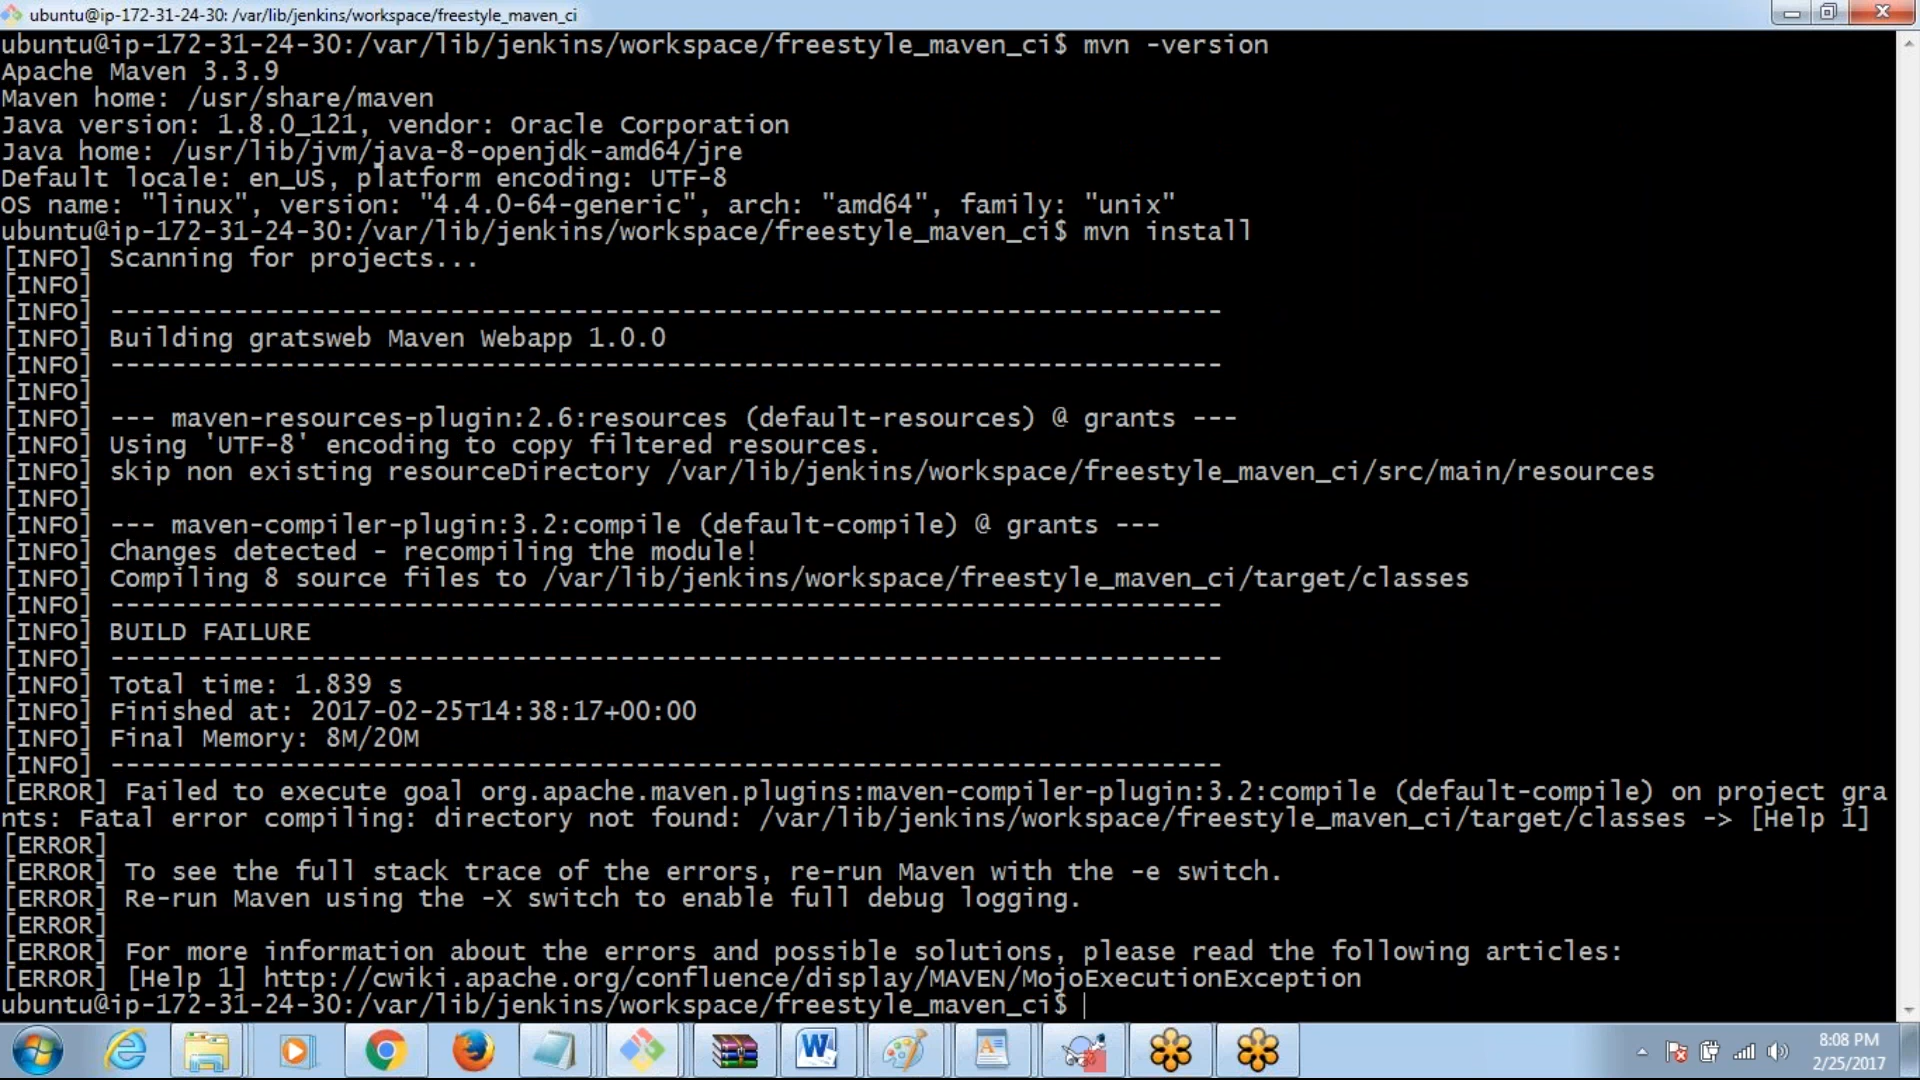 ubuntu@ip-172-31-24-30: /var/lib/jenkins/workspace/freestyle_maven_ci
ubuntu@ip-172-31-24-30:/var/lib/jenkins/workspace/freestyle_maven_ci$ mvn -version
Apache Maven 3.3.9
Maven home: /usr/share/maven
Java version: 1.8.0_121, vendor: Oracle Corporation
Java home: /usr/lib/jvm/java-8-openjdk-amd64/jre
Default locale: en_US, platform encoding: UTF-8
OS name: "linux", version: "4.4.0-64-generic", arch: "amd64", family: "unix"
ubuntu@ip-172-31-24-30:/var/lib/jenkins/workspace/freestyle_maven_ci$ mvn install
[INFO] Scanning for projects...
[INFO]
[INFO] ------------------------------------------------------------------------
[INFO] Building gratsweb Maven Webapp 1.0.0
[INFO] ------------------------------------------------------------------------
[INFO]
[INFO] --- maven-resources-plugin:2.6:resources (default-resources) @ grants ---
[INFO] Using 'UTF-8' encoding to copy filtered resources.
[INFO] skip non existing resourceDirectory /var/lib/jenkins/workspace/freestyle_maven_ci/src/main/resources
[INFO]
[INFO] --- maven-compiler-plugin:3.2:compile (default-compile) @ grants ---
[INFO] Changes detected - recompiling the module!
[INFO] Compiling 8 source files to /var/lib/jenkins/workspace/freestyle_maven_ci/target/classes
[INFO] ------------------------------------------------------------------------
[INFO] BUILD FAILURE
[INFO] ------------------------------------------------------------------------
[INFO] Total time: 1.839 s
[INFO] Finished at: 2017-02-25T14:38:17+00:00
[INFO] Final Memory: 8M/20M
[INFO] ------------------------------------------------------------------------
[ERROR] Failed to execute goal org.apache.maven.plugins:maven-compiler-plugin:3.2:compile (default-compile) on project gra
nts: Fatal error compiling: directory not found: /var/lib/jenkins/workspace/freestyle_maven_ci/target/classes -> [Help 1]
[ERROR]
[ERROR] To see the full stack trace of the errors, re-run Maven with the -e switch.
[ERROR] Re-run Maven using the -X switch to enable full debug logging.
[ERROR]
[ERROR] For more information about the errors and possible solutions, please read the following articles:
[ERROR] [Help 1] http://cwiki.apache.org/confluence/display/MAVEN/MojoExecutionException
ubuntu@ip-172-31-24-30:/var/lib/jenkins/workspace/freestyle_maven_ci$
8:08 PM
2/25/2017